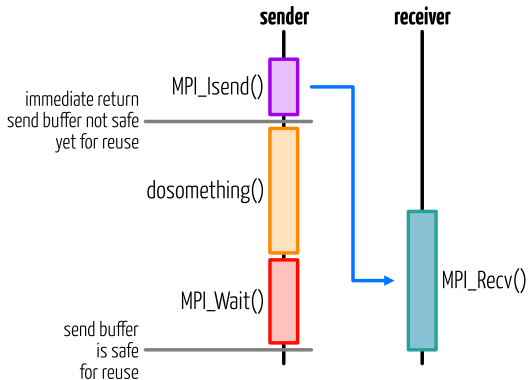 sender
receiver
MPI_Isend()
immediate return
send buffer not safe
yet for reuse
dosomething()
MPI_Recv()
MPI_Wait()
send buffer
is safe
for reuse